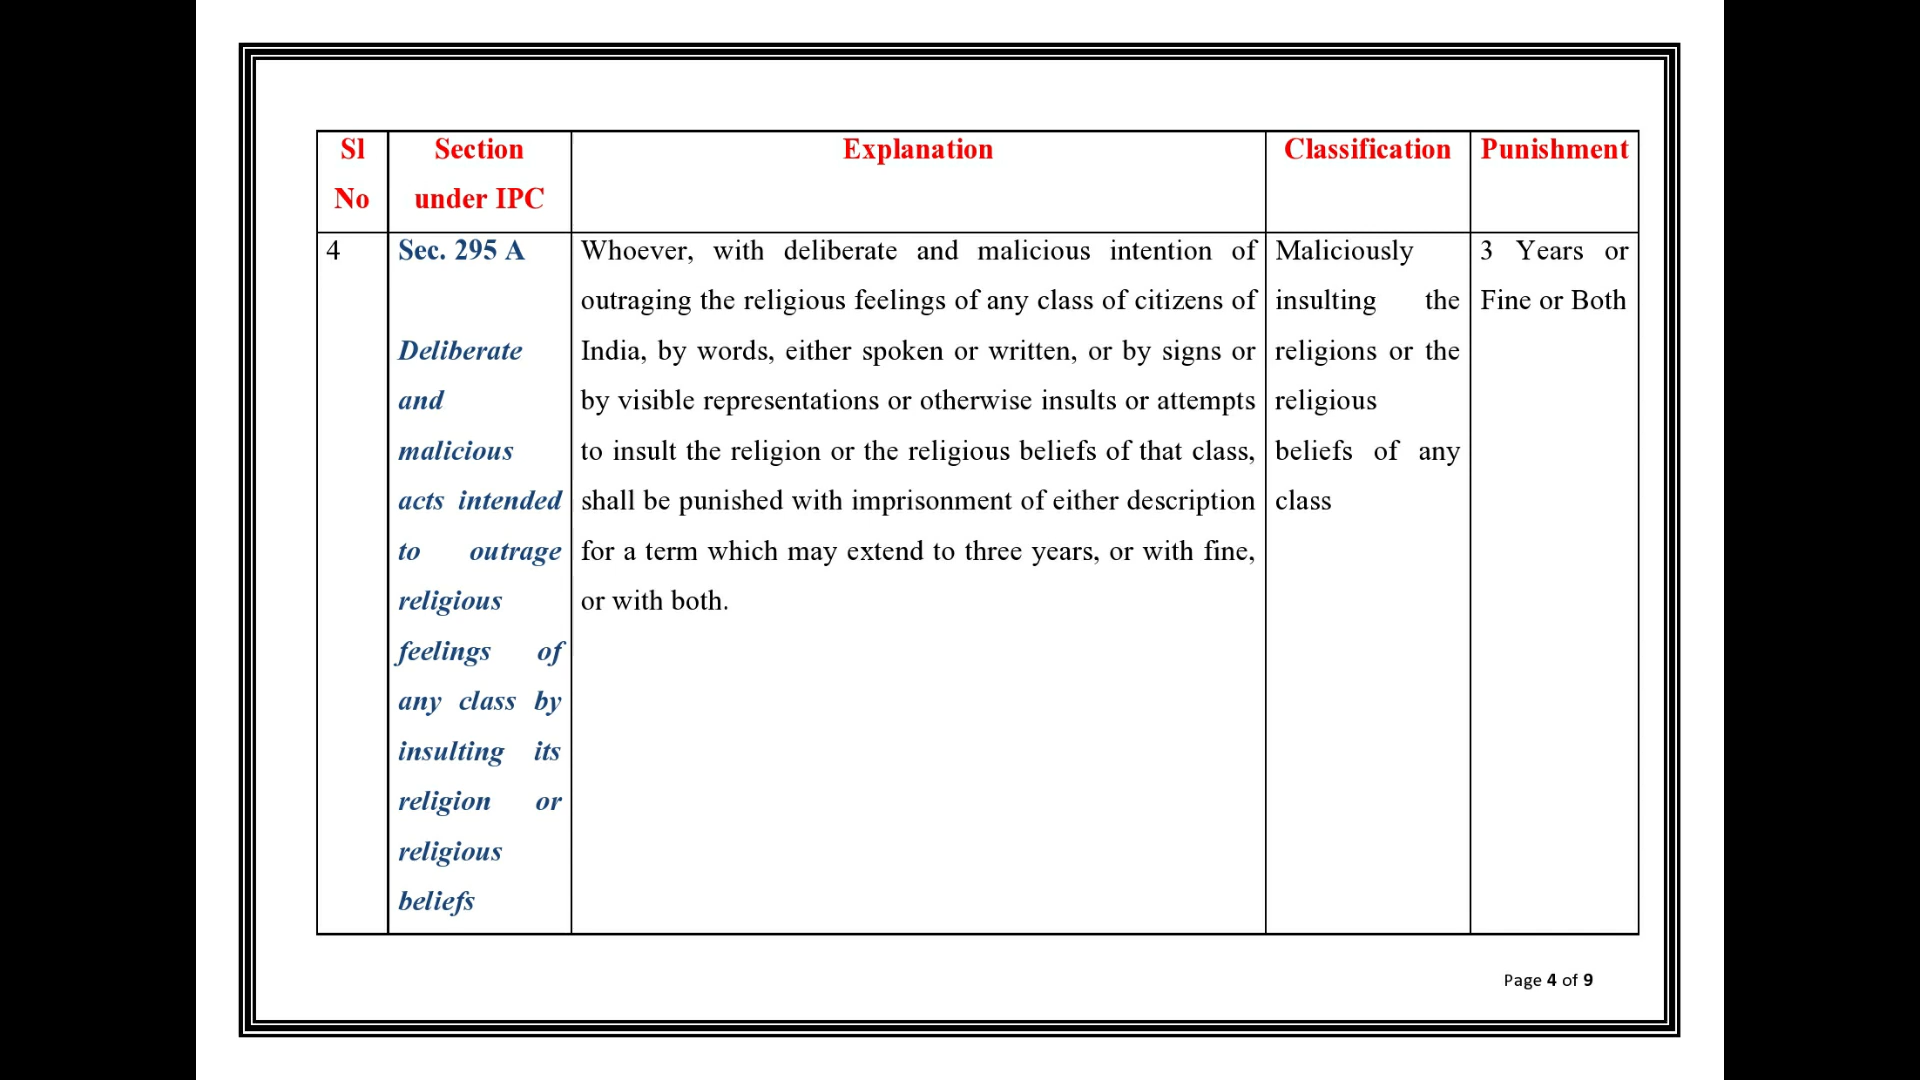 Sl No
Section under IPC
Explanation
Classification
Punishment
4
Sec. 295 A
Deliberate
and
malicious
acts intended
to outrage
religious
feelings of
any class by
insulting its
religion or
religious
beliefs
Whoever, with deliberate and malicious intention of
outraging the religious feelings of any class of citizens of
India, by words, either spoken or written, or by signs or
by visible representations or otherwise insults or attempts
to insult the religion or the religious beliefs of that class,
shall be punished with imprisonment of either description
for a term which may extend to three years, or with fine,
or with both.
Maliciously
insulting the
religions or the
religious
beliefs of any
class
3 Years or
Fine or Both
Page 4 of 9